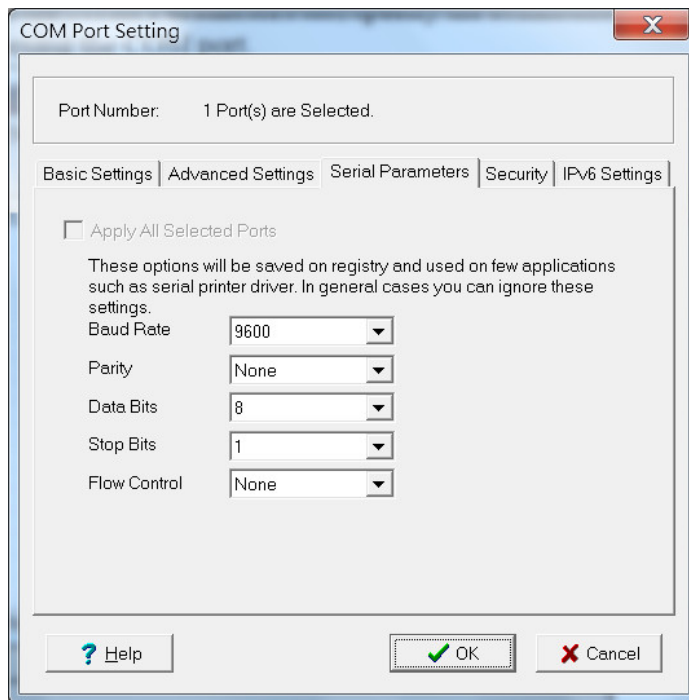 COM Port Setting
Port Number: 1 Port(s) are Selected.
Basic Settings Advanced Settings Serial Parameters Security IPv6 Settings
Apply All Selected Ports
These options will be saved on registry and used on few applications
such as serial printer driver. In general cases you can ignore these
settings.
Baud Rate 9600
Parity None
Data Bits 8
Stop Bits 1
Flow Control None
? Help OK X Cancel